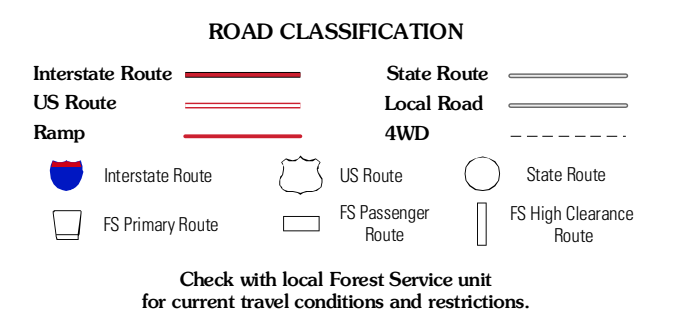 ROAD CLASSIFICATION
Interstate Route
State Route
US Route
Local Road
Ramp
4WD
Interstate Route
US Route
State Route
FS Primary Route
FS Passenger
Route
FS High Clearance
Route
Check with local Forest Service unit
for current travel conditions and restrictions.